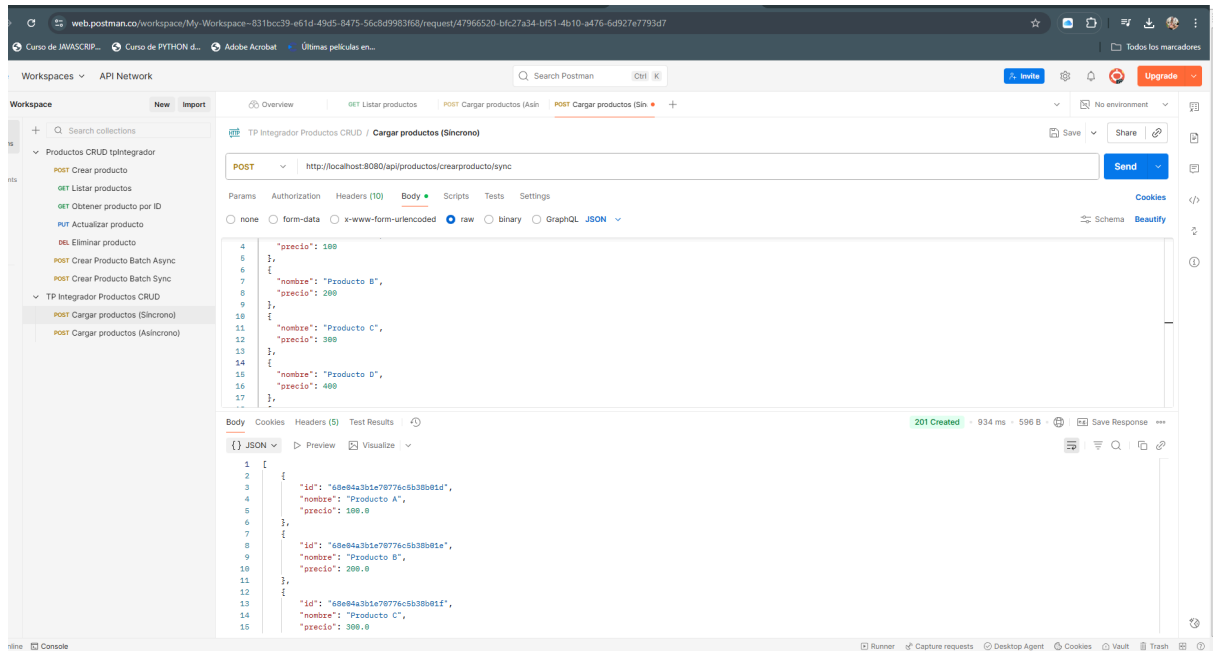 web.postman.co/workspace/My-Workspace~831bcc39-e61d-49d5-8475-56c8d9983f68/request/47966520-bfc27a34-bf51-4b10-a476-6d927e7793d7
Curso de JAVASCRIP... Curso de PYTHON d... Adobe Acrobat Últimas películas en... Todos los marcadores
Workspaces API Network Search Postman Ctrl K Invite Upgrade
Workspace New Import Overview GET Listar productos POST Cargar productos (Asin POST Cargar productos (Sin. + No environment
Search collections
TP Integrador Productos CRUD / Cargar productos (Síncrono) Save Share
Productos CRUD tpIntegrador
POST Crear producto
GET Listar productos
GET Obtener producto por ID
PUT Actualizar producto
DEL Eliminar producto
POST Crear Producto Batch Async
POST Crear Producto Batch Sync
TP Integrador Productos CRUD
POST Cargar productos (Síncrono)
POST Cargar productos (Asíncrono)
POST http://localhost:8080/api/productos/crearproducto/sync Send
Params Authorization Headers (10) Body Scripts Tests Settings Cookies
none form-data x-www-form-urlencoded raw binary GraphQL JSON Schema Beautify
4 "precio": 100
5 },
6 {
7 "nombre": "Producto B",
8 "precio": 200
9 },
10 {
11 "nombre": "Producto C",
12 "precio": 300
13 },
14 {
15 "nombre": "Producto D",
16 "precio": 400
17 },
Body Cookies Headers (5) Test Results 201 Created 934 ms 596 B Save Response
{ } JSON Preview Visualize
1 [
2 {
3 "id": "68e04a3b1e70776c5b38b01d",
4 "nombre": "Producto A",
5 "precio": 100.0
6 },
7 {
8 "id": "68e04a3b1e70776c5b38b01e",
9 "nombre": "Producto B",
10 "precio": 200.0
11 },
12 {
13 "id": "68e04a3b1e70776c5b38b01f",
14 "nombre": "Producto C",
15 "precio": 300.0
Console Runner Capture requests Desktop Agent Cookies Vault Trash